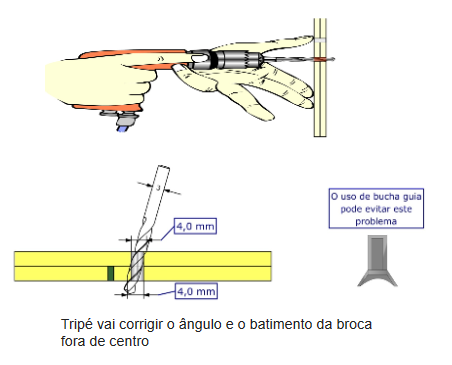 O uso de bucha guia
pode evitar este
problema
3
4,0 mm
4,0 mm
Tripé vai corrigir o ângulo e o batimento da broca
fora de centro